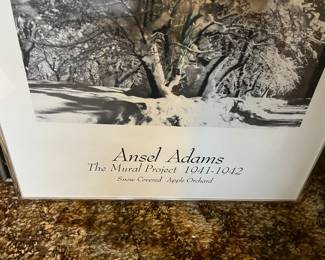 Ansel Adams
The Mural Project 1941-1942
Snow Covered Apple Orchard